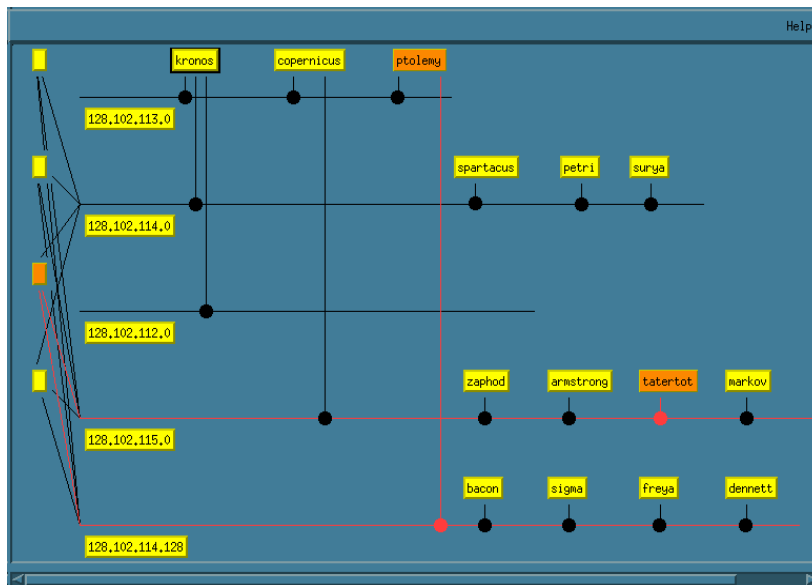 Help
kronos
copernicus
ptolemy
128.102.113.0
spartacus
petri
surya
128.102.114.0
128.102.112.0
zaphod
armstrong
tatertot
markov
128.102.115.0
bacon
sigma
freya
dennett
128.102.114.128